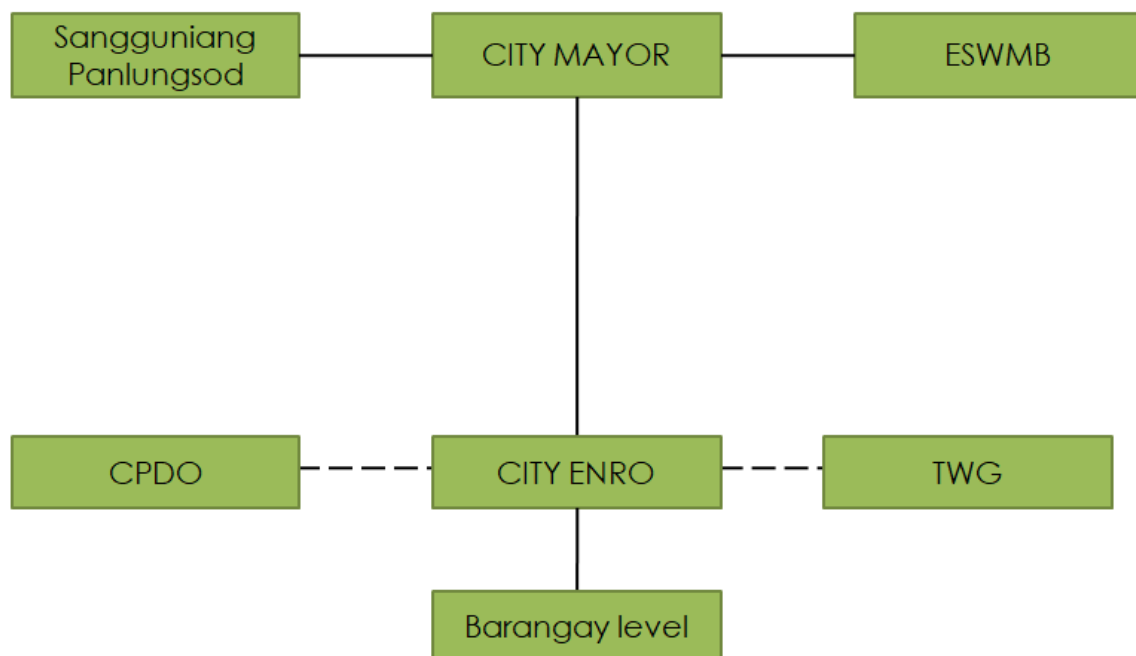 Sangguniang
Panlungsod
CITY MAYOR
ESWMB
CPDO
CITY ENRO
TWG
Barangay level